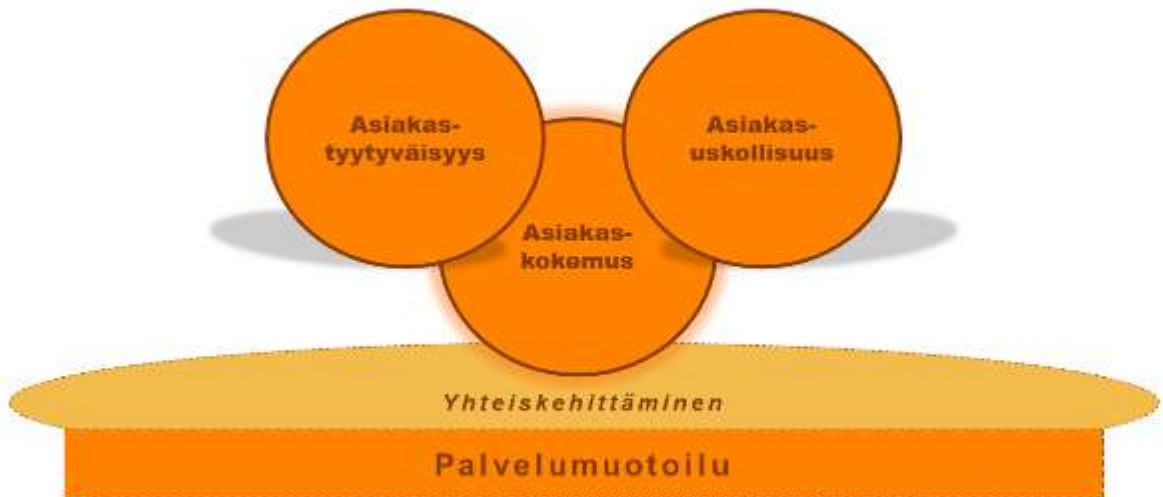 Asiakas-
tyytyväisyys
Asiakas-
uskollisuus
Asiakas-
kokemus
Yhteiskehittäminen
Palvelumuotoilu